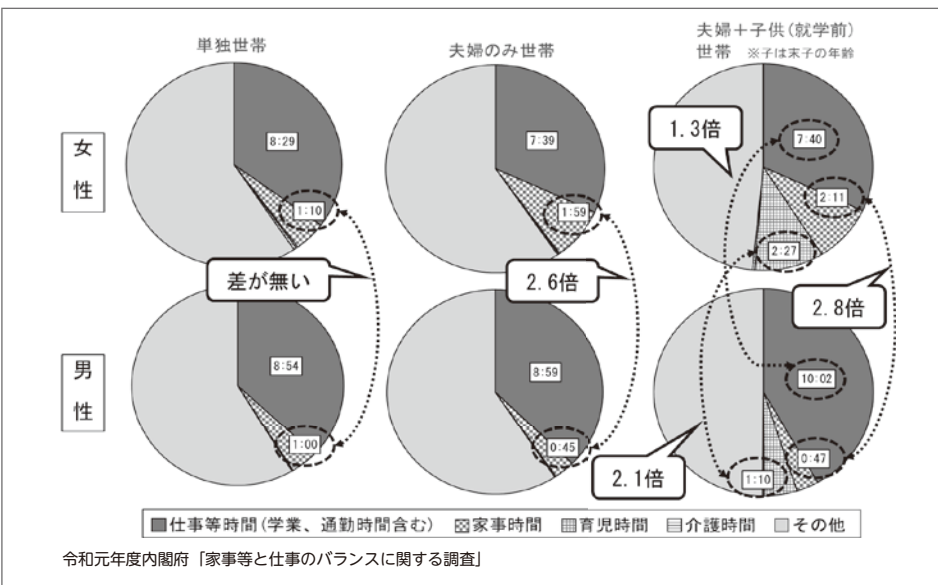 単独世帯
夫婦のみ世帯
夫婦＋子供(就学前)
世帯 ※子は末子の年齢
女性
8:29
1:10
7:39
1:59
1.3倍
7:40
2:11
2:27
差が無い
2.6倍
2.8倍
男性
8:54
1:00
8:59
0:45
10:02
0:47
1:10
2.1倍
仕事等時間(学業、通勤時間含む) 家事時間 育児時間 介護時間 その他
令和元年度内閣府「家事等と仕事のバランスに関する調査」